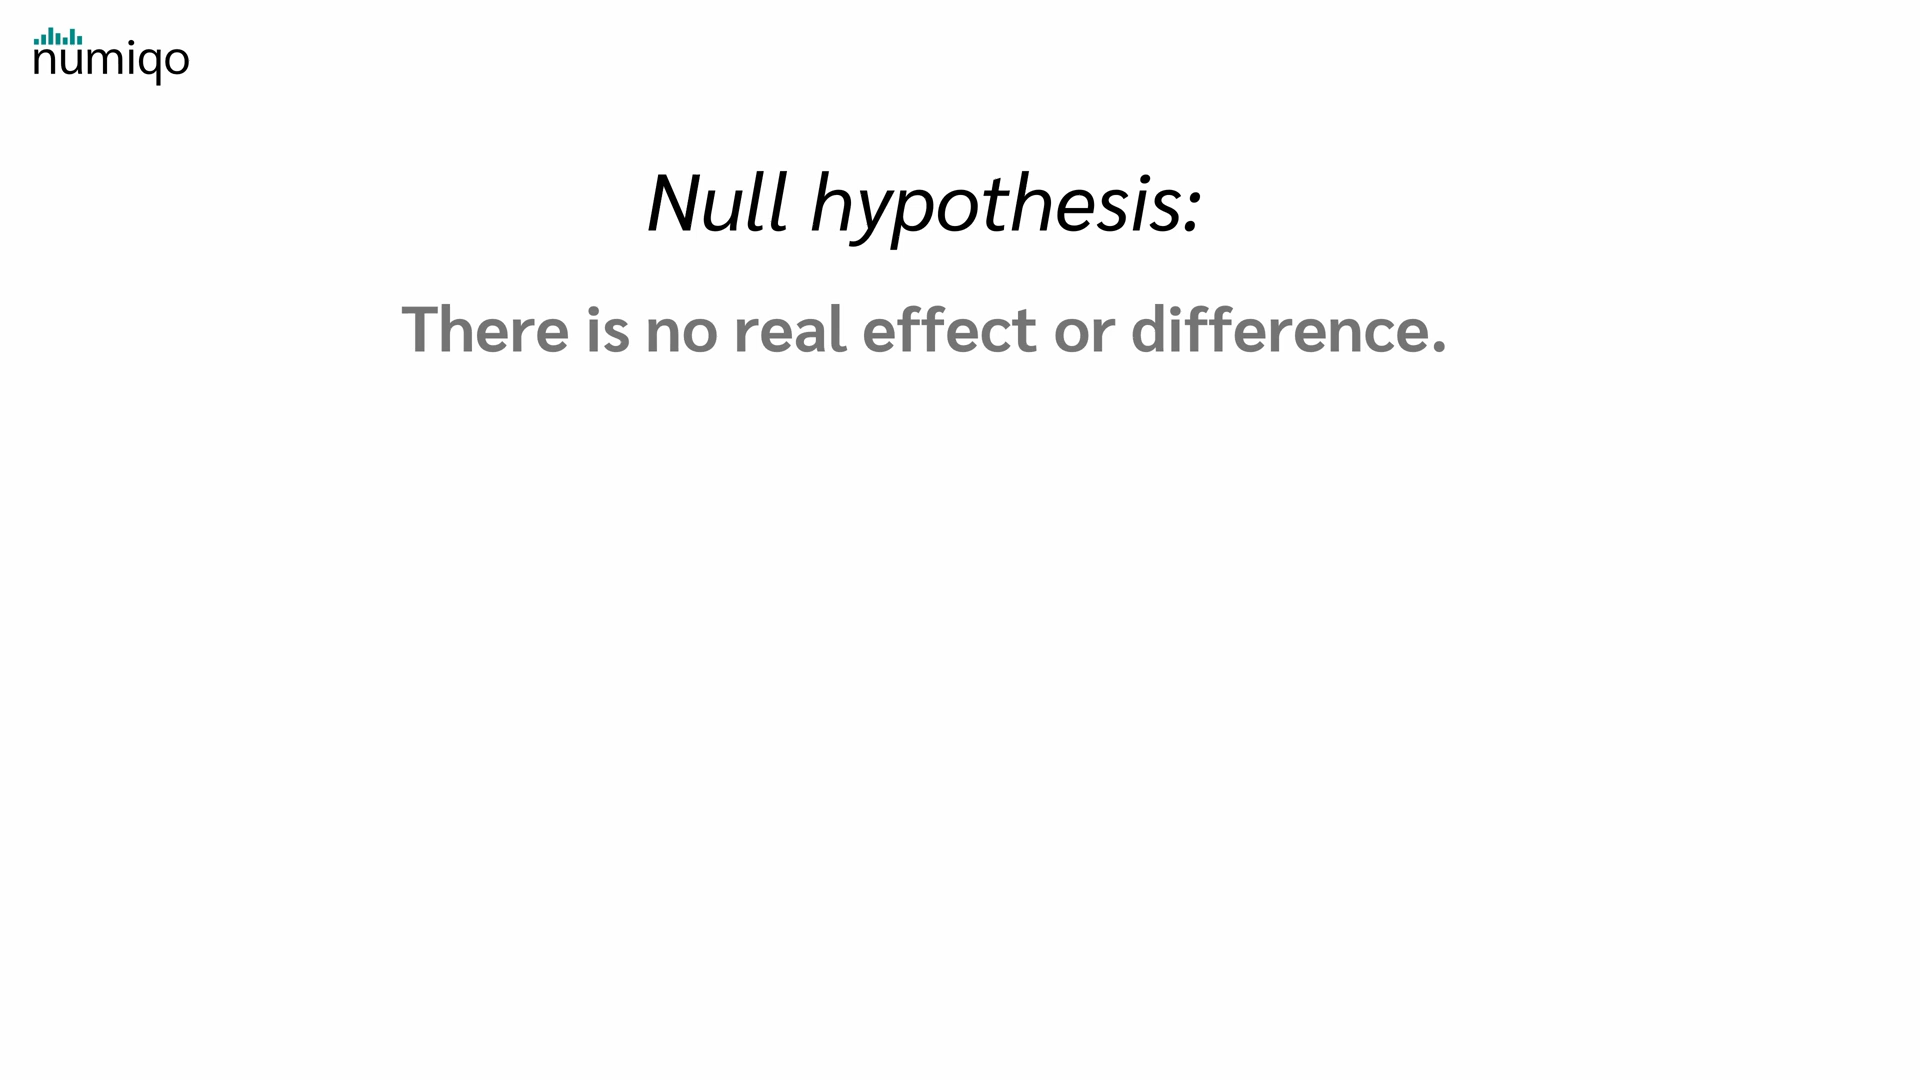 numiqo
Null hypothesis:
There is no real effect or difference.